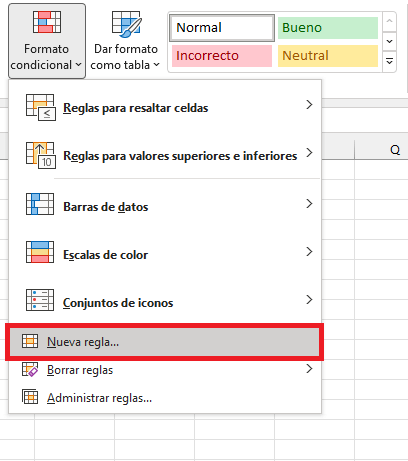 Formato
condicional
Dar formato
como tabla
Normal
Bueno
Incorrecto
Neutral
Reglas para resaltar celdas
10
Reglas para valores superiores e inferiores
Q
Barras de datos
Escalas de color
Conjuntos de iconos
Nueva regla...
Borrar reglas
Administrar reglas...